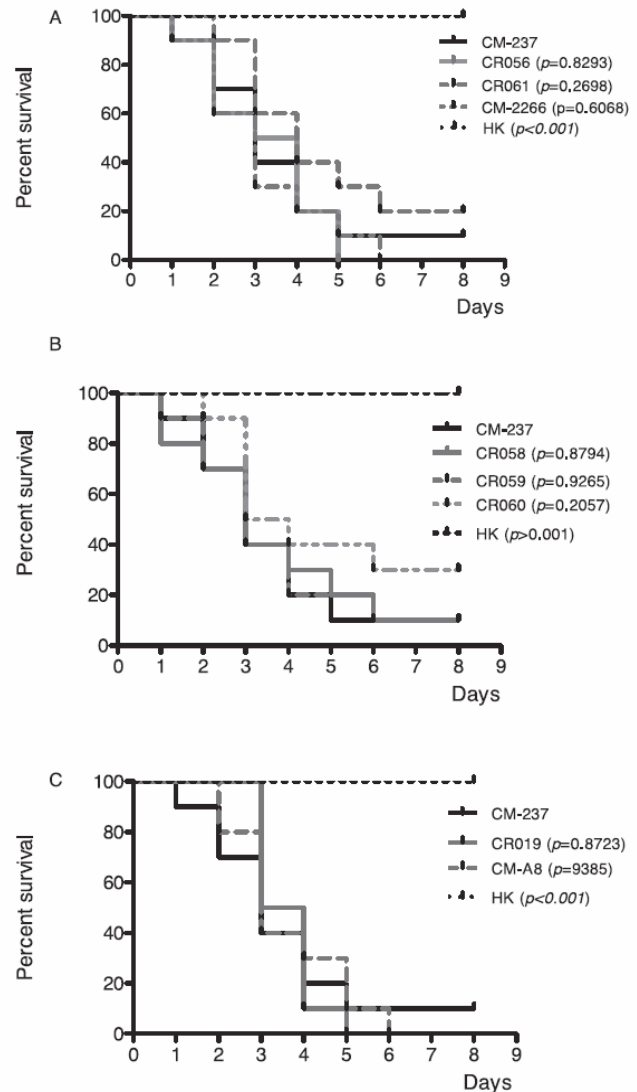 A
Percent survival
100
80
60
40
20
0
0 1 2 3 4 5 6 7 8 9
Days
CM-237
CR056 (p=0.8293)
CR061 (p=0.2698)
CM-2266 (p=0.6068)
HK (p<0.001)
B
Percent survival
100
80
60
40
20
0
0 1 2 3 4 5 6 7 8 9
Days
CM-237
CR058 (p=0.8794)
CR059 (p=0.9265)
CR060 (p=0.2057)
HK (p>0.001)
C
Percent survival
100
80
60
40
20
0
0 1 2 3 4 5 6 7 8 9
Days
CM-237
CR019 (p=0.8723)
CM-A8 (p=9385)
HK (p<0.001)